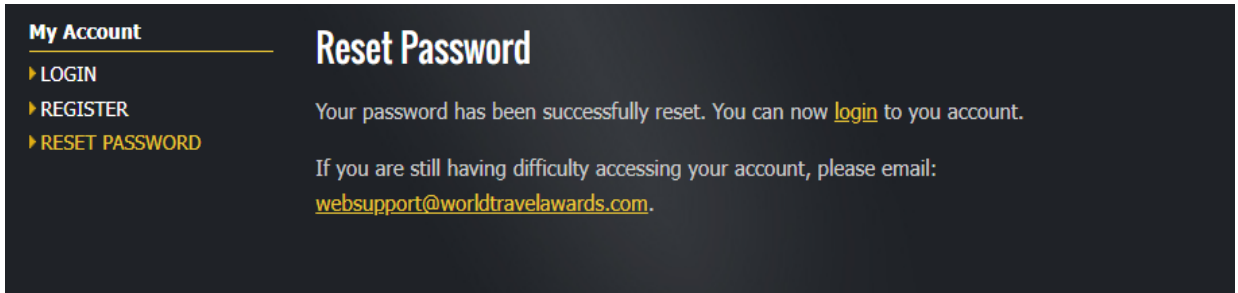 My Account
LOGIN
REGISTER
RESET PASSWORD
Reset Password
Your password has been successfully reset. You can now login to you account.
If you are still having difficulty accessing your account, please email:
websupport@worldtravelawards.com.